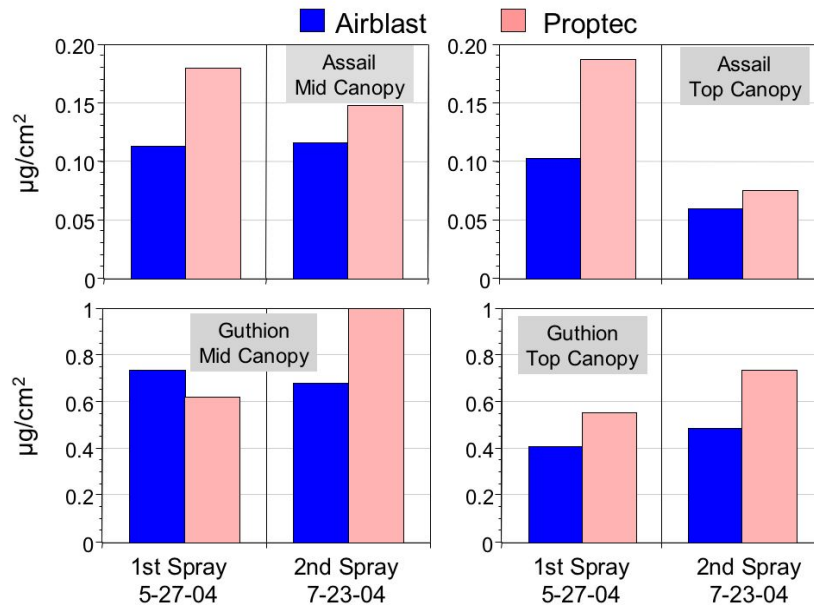 Airblast Proptec
µg/cm²
0.20
0.15
0.10
0.05
0
Assail
Mid Canopy
0.20
0.15
0.10
0.05
0
Assail
Top Canopy
µg/cm²
µg/cm²
1
0.8
0.6
0.4
0.2
0
Guthion
Mid Canopy
1st Spray 2nd Spray
5-27-04 7-23-04
1
0.8
0.6
0.4
0.2
0
Guthion
Top Canopy
1st Spray 2nd Spray
5-27-04 7-23-04